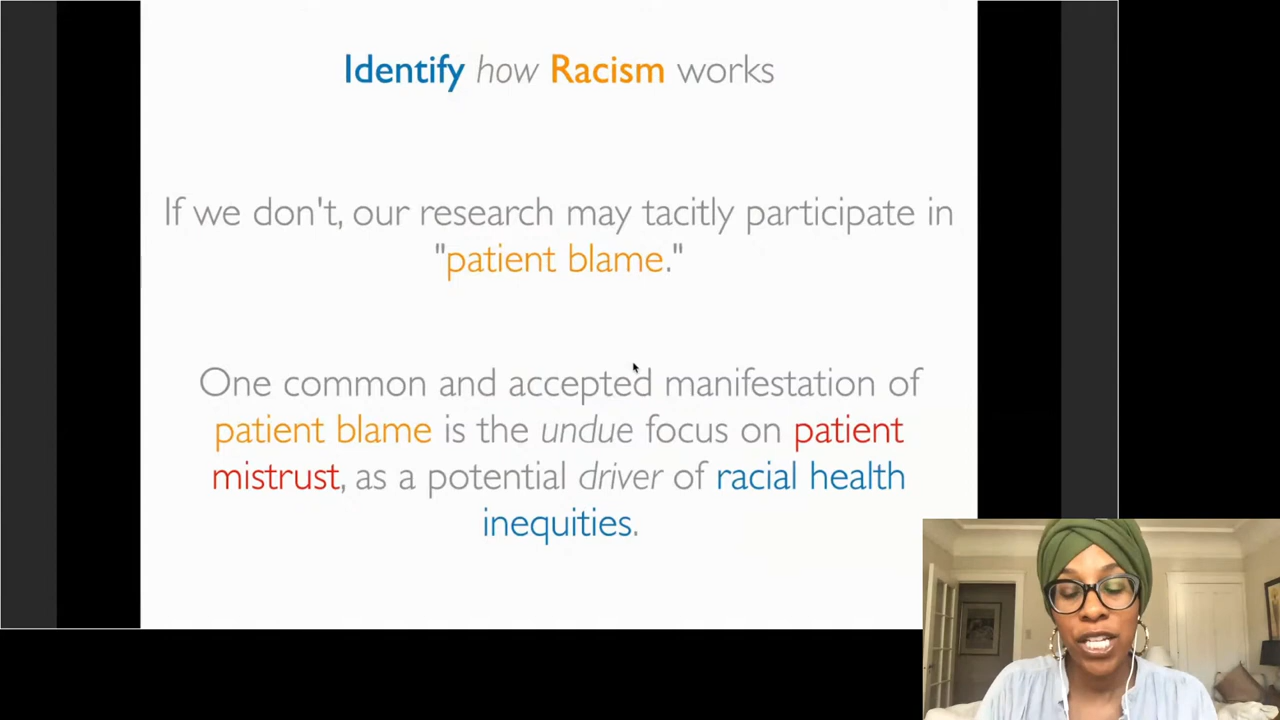 Identify how Racism works
If we don't, our research may tacitly participate in
"patient blame."
One common and accepted manifestation of
patient blame is the undue focus on patient
mistrust, as a potential driver of racial health
inequities.